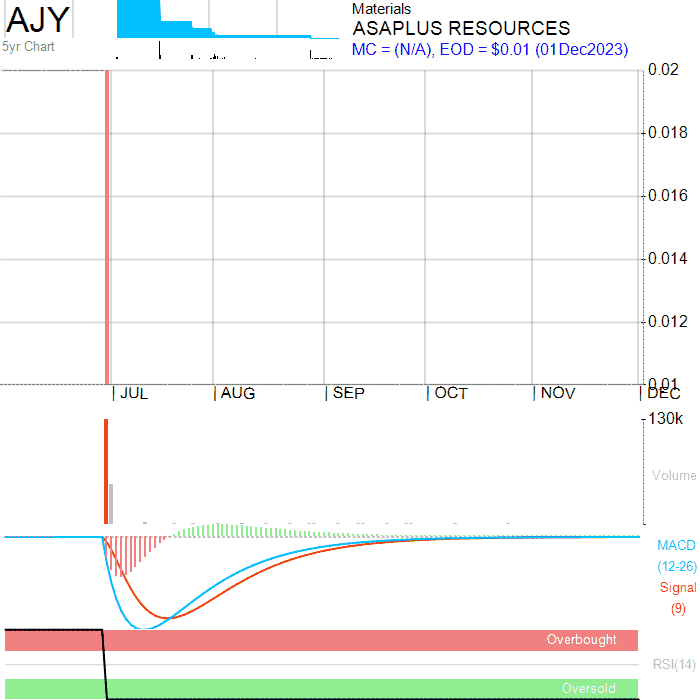 AJY
5yr Chart
Materials
ASAPLUS RESOURCES
MC = (N/A), EOD = $0.01 (01Dec2023)
0.02
0.018
0.016
0.014
0.012
0.01
JUL AUG SEP OCT NOV DEC
130k
Volume
MACD
(12-26)
Signal
(9)
Overbought
RSI(14)
Oversold